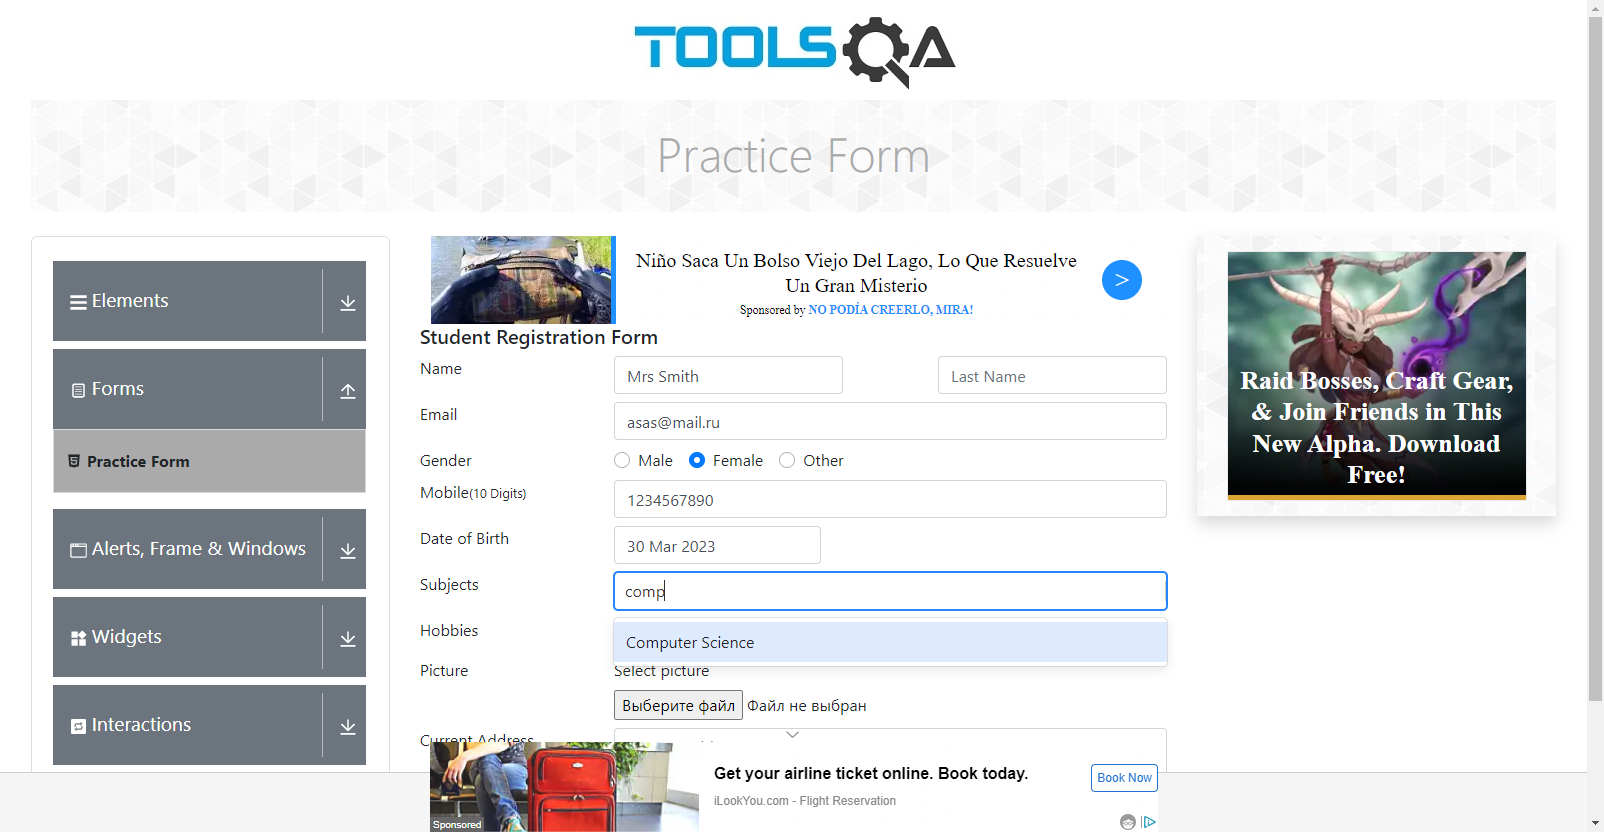 TOOLSQA
Practice Form
Elements
Forms
Practice Form
Alerts, Frame & Windows
Widgets
Interactions
Niño Saca Un Bolso Viejo Del Lago, Lo Que Resuelve
Un Gran Misterio
Sponsored by NO PODÍA CREERLO, MIRA!
>
Student Registration Form
Name
Mrs Smith
Last Name
Email
asas@mail.ru
Gender
Male
Female
Other
Mobile(10 Digits)
1234567890
Date of Birth
30 Mar 2023
Subjects
comp
Computer Science
Hobbies
Picture
Select picture
Выберите файл
Файл не выбран
Current Address
Raid Bosses, Craft Gear,
& Join Friends in This
New Alpha. Download
Free!
Get your airline ticket online. Book today.
iLookYou.com - Flight Reservation
Book Now
Sponsored